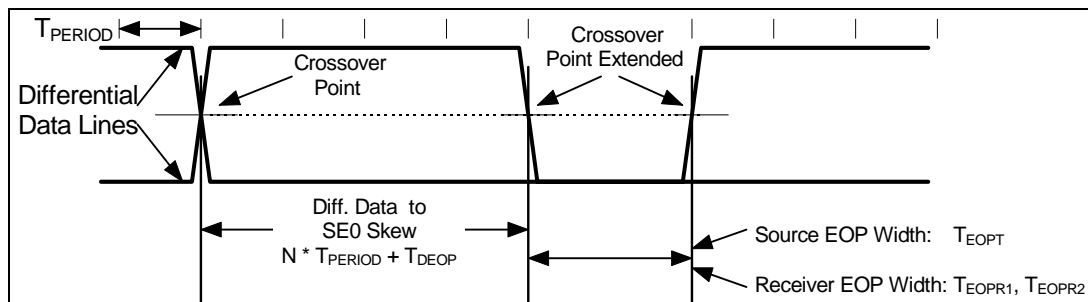 TPERIOD
Differential
Data Lines
Crossover
Point
Crossover
Point Extended
Diff. Data to
SE0 Skew
N * TPERIOD + TDEOP
Source EOP Width: TEOPT
Receiver EOP Width: TEOPR1, TEOPR2